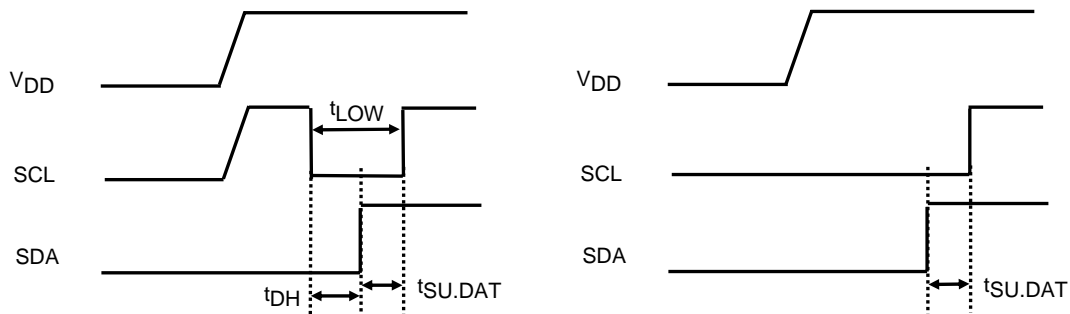 VDD
tLOW
SCL
SDA
tDH
tSU.DAT
VDD
SCL
SDA
tSU.DAT